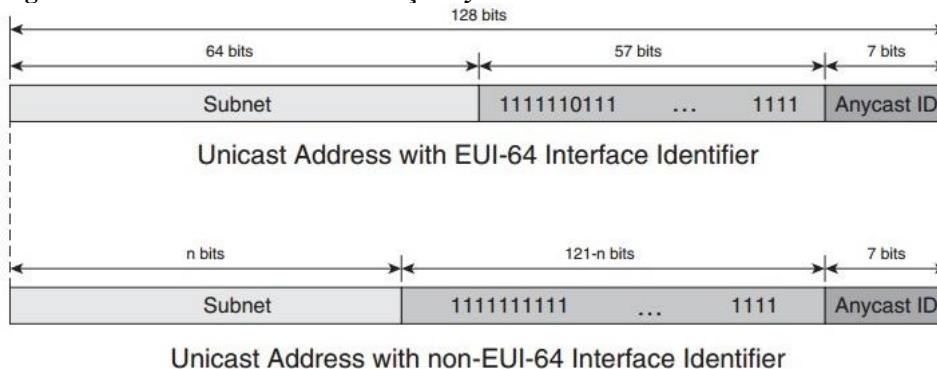 128 bits
64 bits 57 bits 7 bits
Subnet 1111110111 ... 1111 Anycast ID
Unicast Address with EUI-64 Interface Identifier
n bits 121-n bits 7 bits
Subnet 1111111111 ... 1111 Anycast ID
Unicast Address with non-EUI-64 Interface Identifier